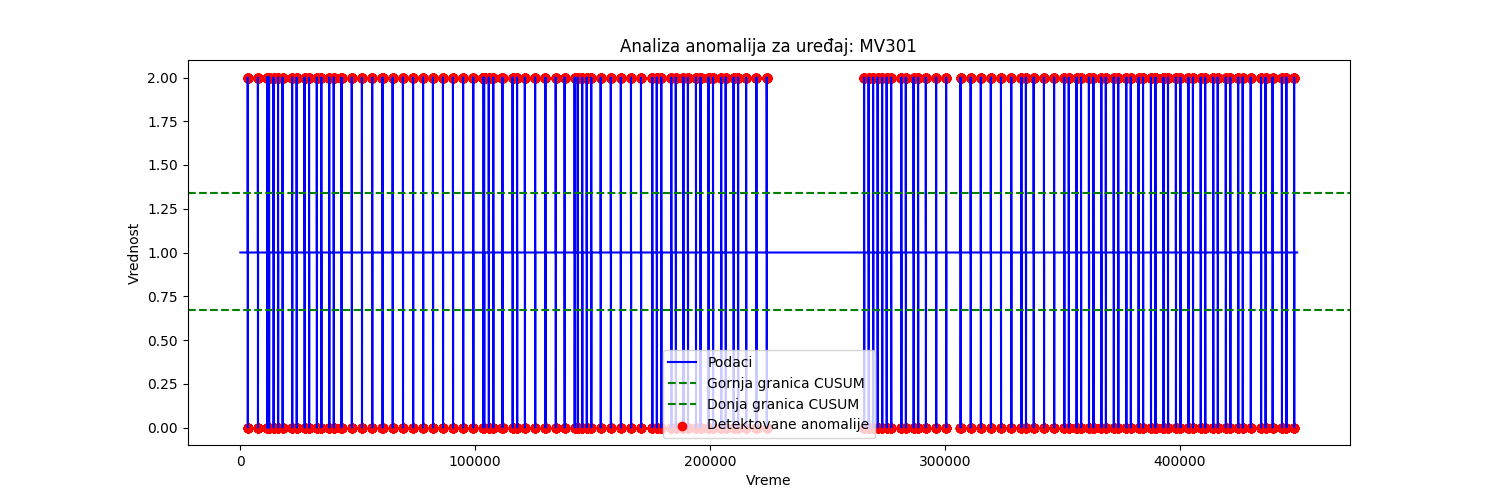 Analiza anomalija za uređaj: MV301
Vrednost
2.00
1.75
1.50
1.25
1.00
0.75
0.50
0.25
0.00
Podaci
Gornja granica CUSUM
Donja granica CUSUM
Detektovane anomalije
0
100000
200000
300000
400000
Vreme